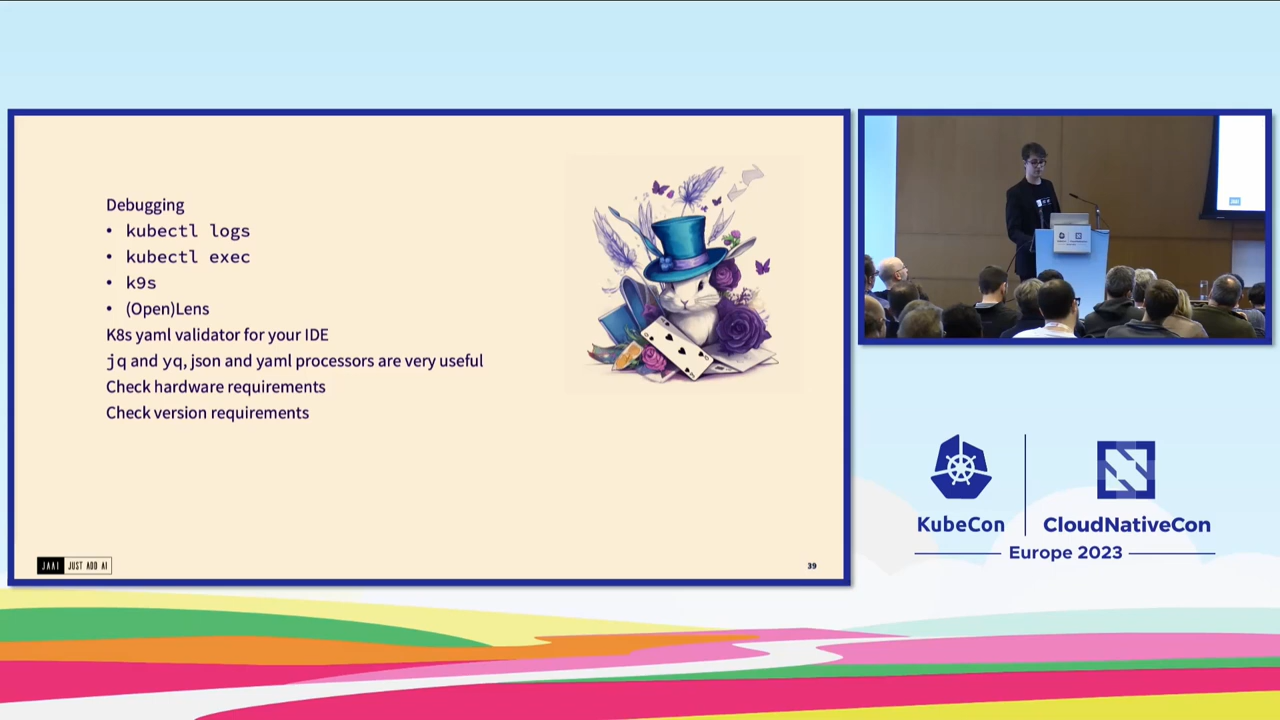 Debugging
• kubectl logs
• kubectl exec
• k9s
• (Open)Lens
K8s yaml validator for your IDE
jq and yq, json and yaml processors are very useful
Check hardware requirements
Check version requirements
JAAI JUST ADD AI
39
KubeCon
CloudNativeCon
Europe 2023